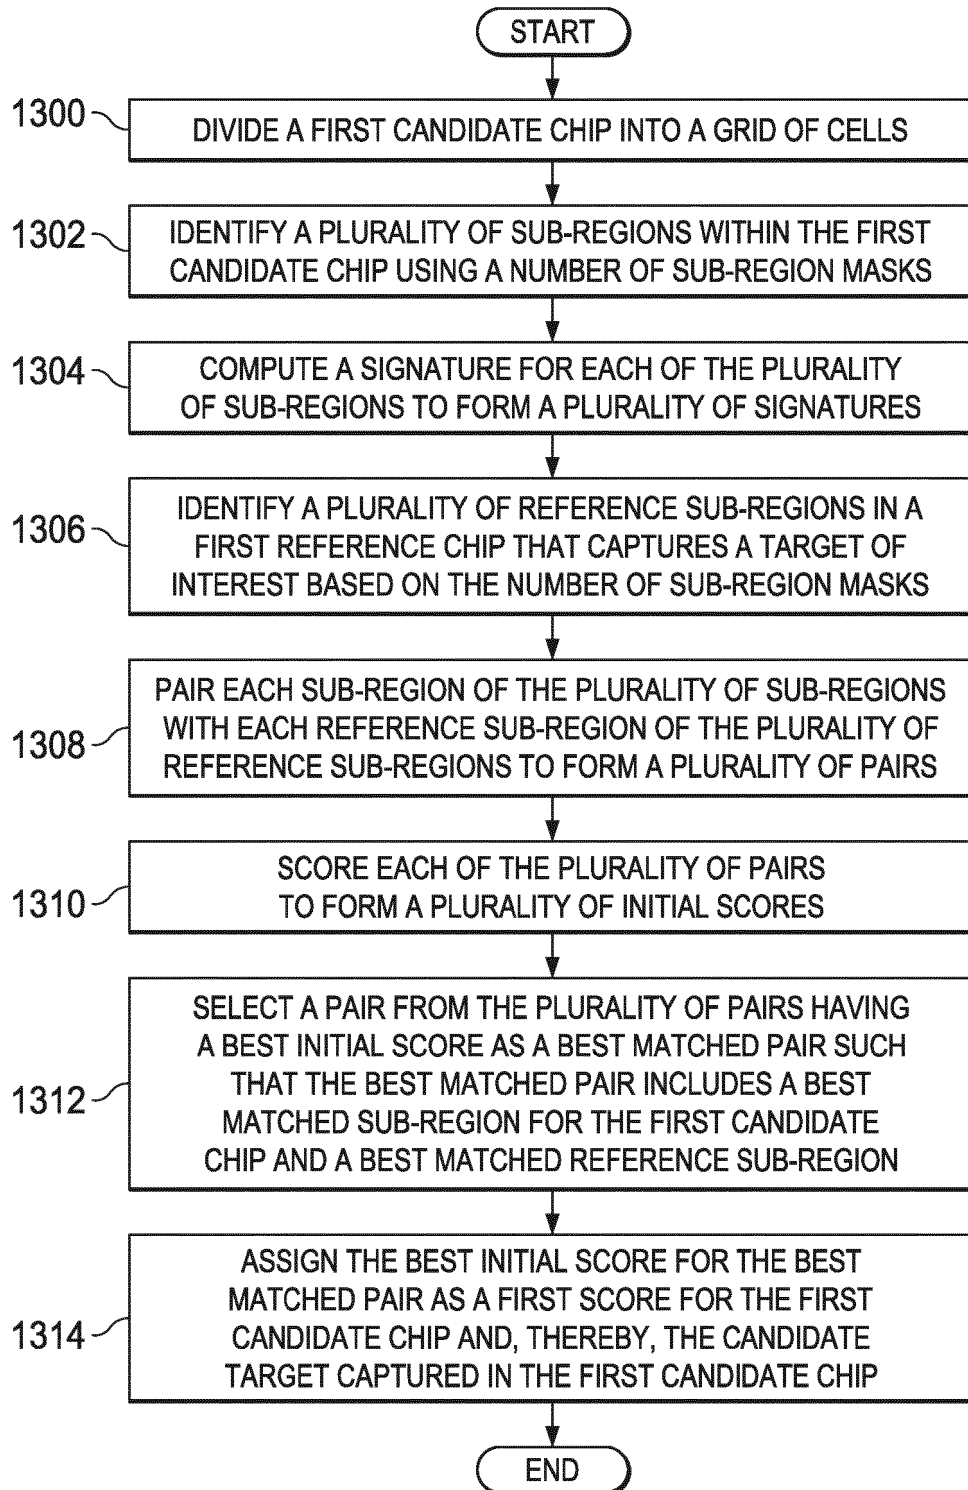 START
1300
DIVIDE A FIRST CANDIDATE CHIP INTO A GRID OF CELLS
1302
IDENTIFY A PLURALITY OF SUB-REGIONS WITHIN THE FIRST
CANDIDATE CHIP USING A NUMBER OF SUB-REGION MASKS
1304
COMPUTE A SIGNATURE FOR EACH OF THE PLURALITY
OF SUB-REGIONS TO FORM A PLURALITY OF SIGNATURES
1306
IDENTIFY A PLURALITY OF REFERENCE SUB-REGIONS IN A
FIRST REFERENCE CHIP THAT CAPTURES A TARGET OF
INTEREST BASED ON THE NUMBER OF SUB-REGION MASKS
1308
PAIR EACH SUB-REGION OF THE PLURALITY OF SUB-REGIONS
WITH EACH REFERENCE SUB-REGION OF THE PLURALITY OF
REFERENCE SUB-REGIONS TO FORM A PLURALITY OF PAIRS
1310
SCORE EACH OF THE PLURALITY OF PAIRS
TO FORM A PLURALITY OF INITIAL SCORES
1312
SELECT A PAIR FROM THE PLURALITY OF PAIRS HAVING
A BEST INITIAL SCORE AS A BEST MATCHED PAIR SUCH
THAT THE BEST MATCHED PAIR INCLUDES A BEST
MATCHED SUB-REGION FOR THE FIRST CANDIDATE
CHIP AND A BEST MATCHED REFERENCE SUB-REGION
1314
ASSIGN THE BEST INITIAL SCORE FOR THE BEST
MATCHED PAIR AS A FIRST SCORE FOR THE FIRST
CANDIDATE CHIP AND, THEREBY, THE CANDIDATE
TARGET CAPTURED IN THE FIRST CANDIDATE CHIP
END